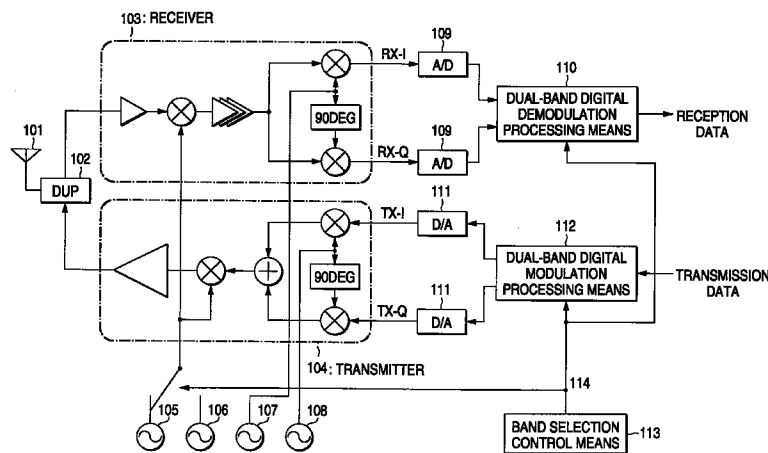 103: RECEIVER
RX-I
109
A/D
110
DUAL-BAND DIGITAL
DEMODULATION
PROCESSING MEANS
RECEPTION
DATA
90DEG
101
102
DUP
RX-Q
109
A/D
TX-I
111
D/A
112
DUAL-BAND DIGITAL
MODULATION
PROCESSING MEANS
TRANSMISSION
DATA
90DEG
TX-Q
111
D/A
104: TRANSMITTER
114
105
106
107
108
BAND SELECTION
CONTROL MEANS
113